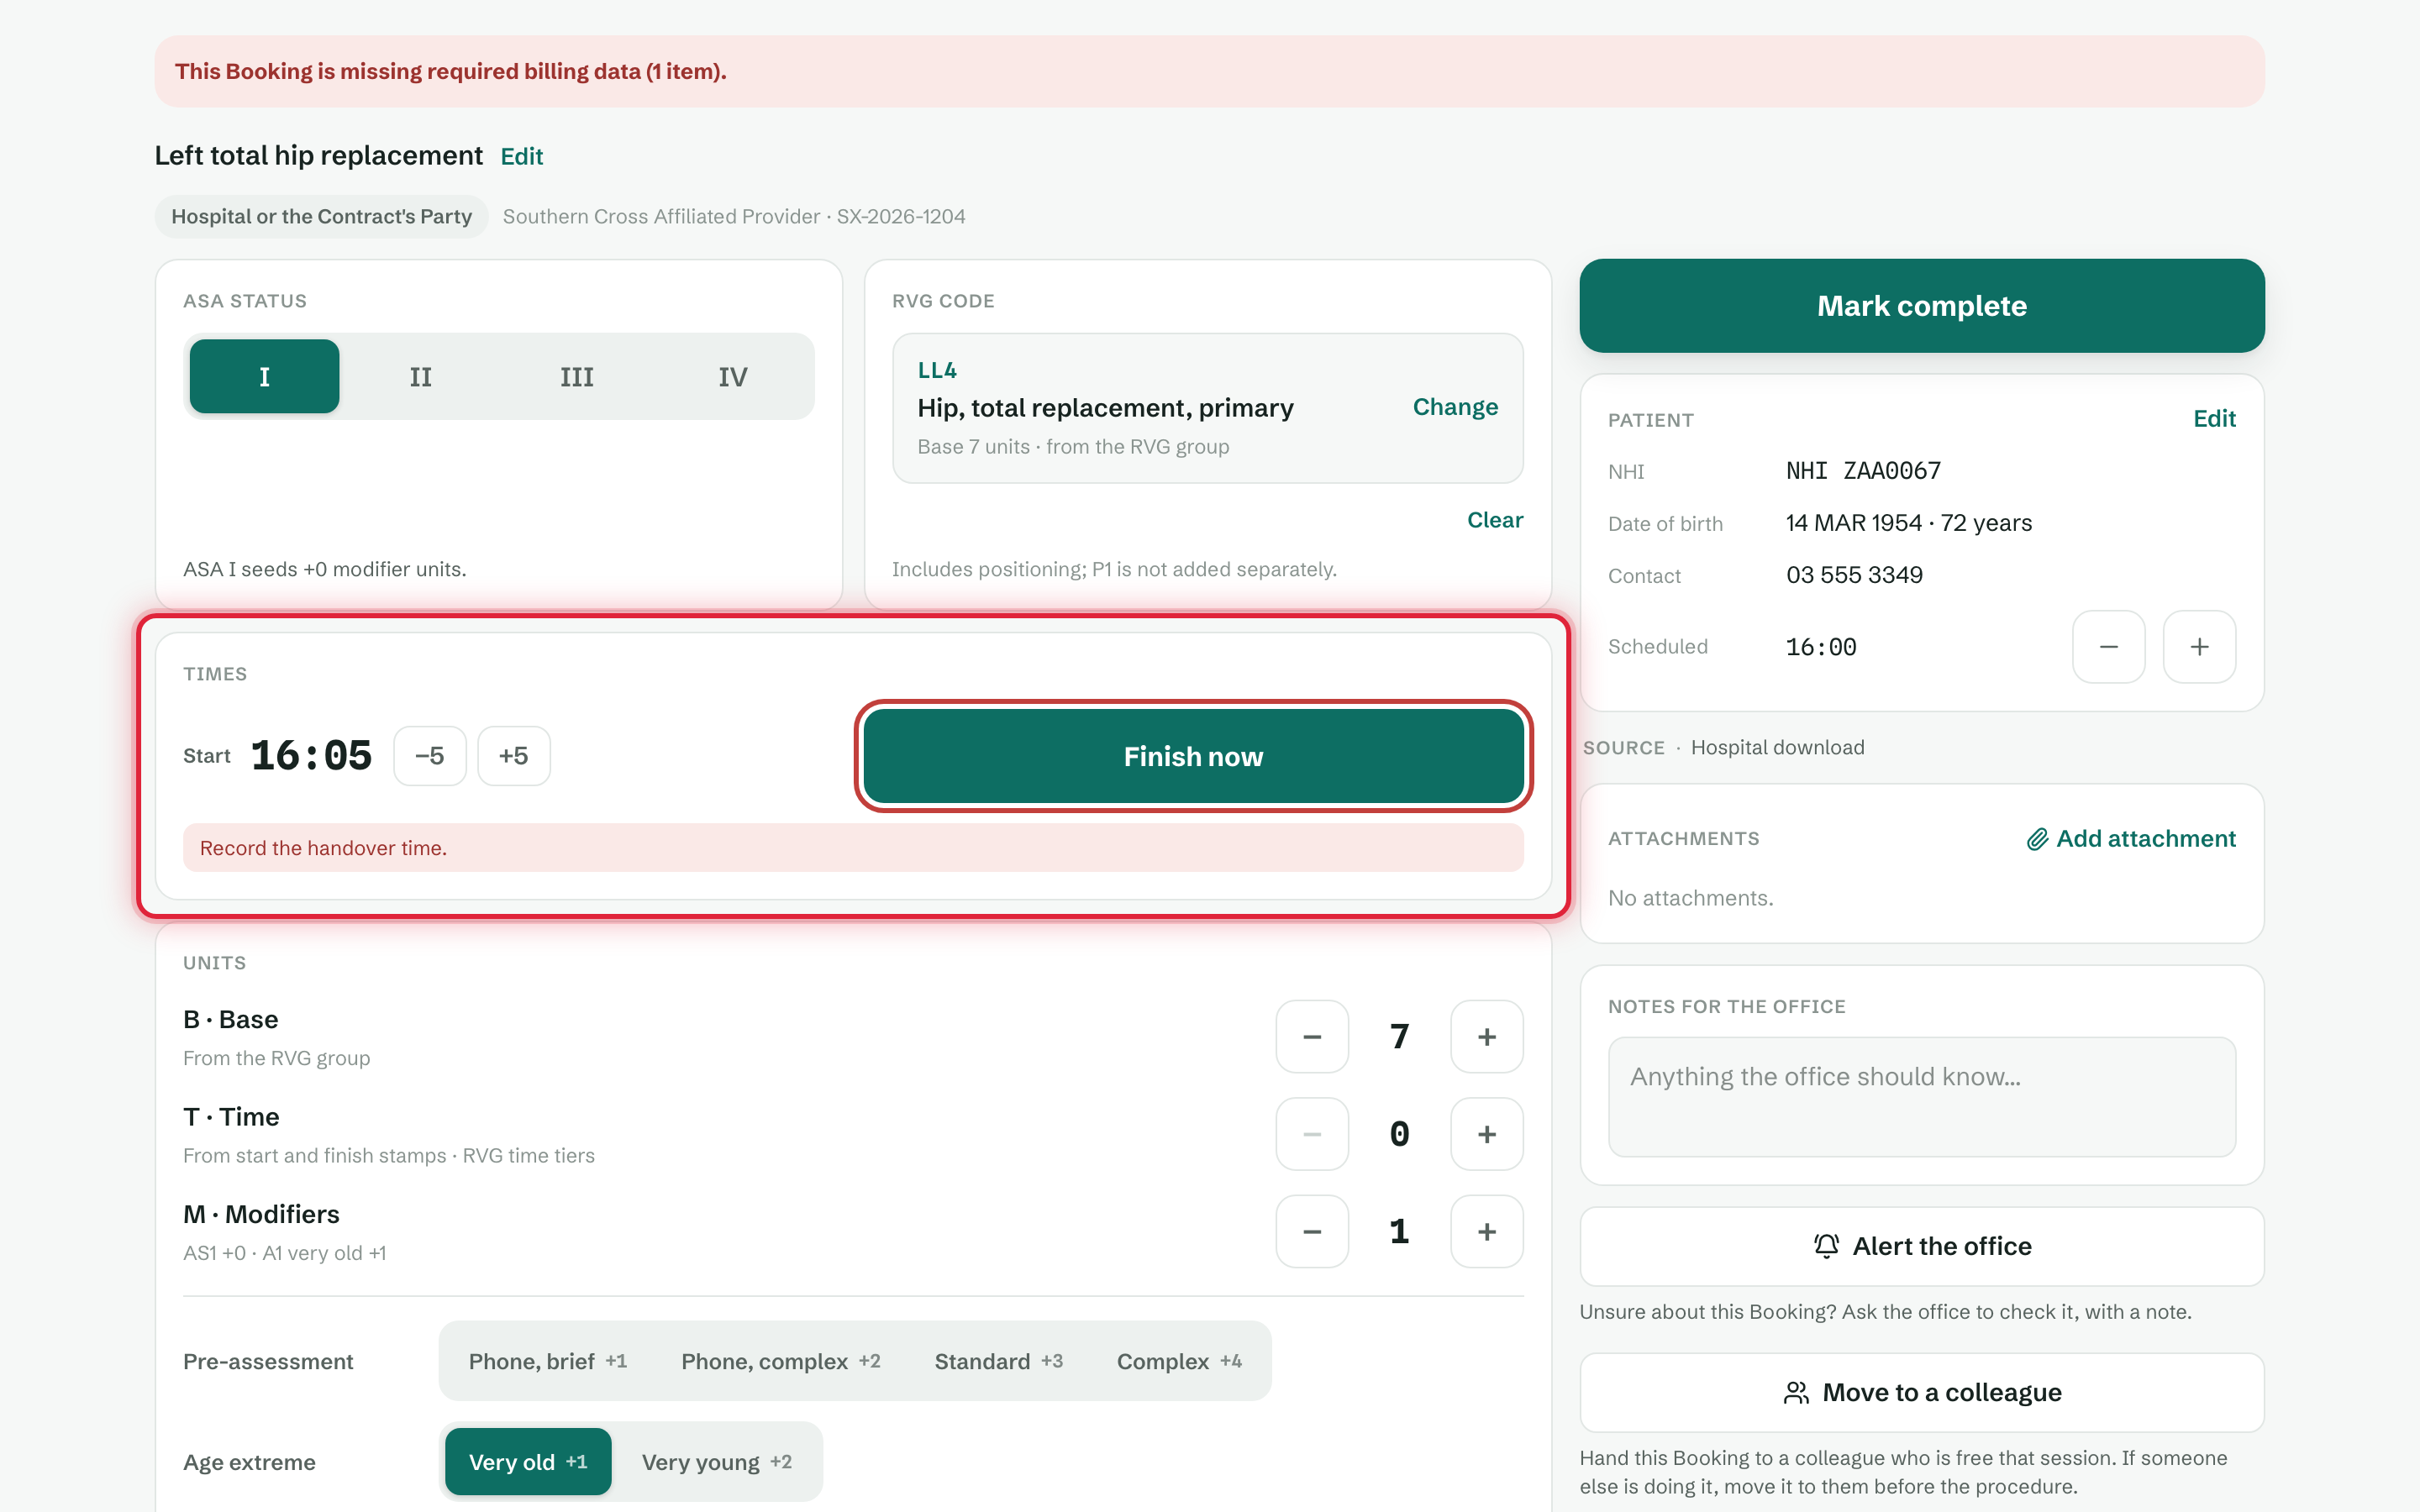 This Booking is missing required billing data (1 item).
Left total hip replacement Edit
Hospital or the Contract's Party Southern Cross Affiliated Provider · SX-2026-1204
ASA STATUS
I II III IV
ASA I seeds +0 modifier units.
RVG CODE
LL4
Hip, total replacement, primary Change
Base 7 units · from the RVG group
Clear
Includes positioning; P1 is not added separately.
TIMES
Start 16:05 −5 +5 Finish now
Record the handover time.
UNITS
B · Base
From the RVG group
− 7 +
T · Time
From start and finish stamps · RVG time tiers
− 0 +
M · Modifiers
AS1 +0 · A1 very old +1
− 1 +
Pre-assessment Phone, brief +1 Phone, complex +2 Standard +3 Complex +4
Age extreme Very old +1 Very young +2
Mark complete
PATIENT Edit
NHI NHI ZAA0067
Date of birth 14 MAR 1954 · 72 years
Contact 03 555 3349
Scheduled 16:00 − +
SOURCE · Hospital download
ATTACHMENTS Add attachment
No attachments.
NOTES FOR THE OFFICE
Anything the office should know...
Alert the office
Unsure about this Booking? Ask the office to check it, with a note.
Move to a colleague
Hand this Booking to a colleague who is free that session. If someone
else is doing it, move it to them before the procedure.